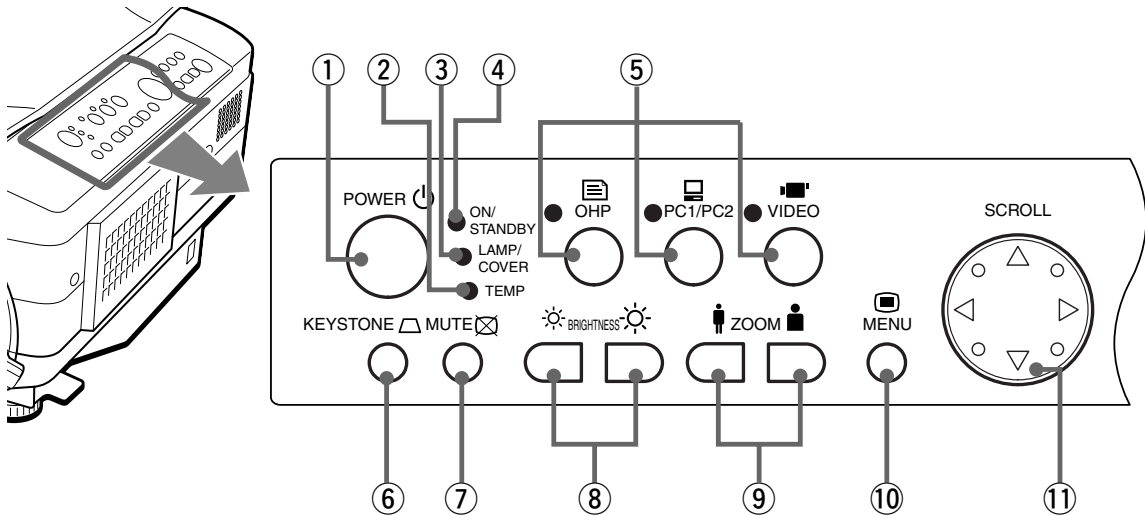 ① ② ③ ④ ⑤
POWER
ON/
STANDBY
LAMP/
COVER
TEMP
OHP
PC1/PC2
VIDEO
SCROLL
KEYSTONE
MUTE
BRIGHTNESS
ZOOM
MENU
⑥ ⑦ ⑧ ⑨ ⑩ ⑪